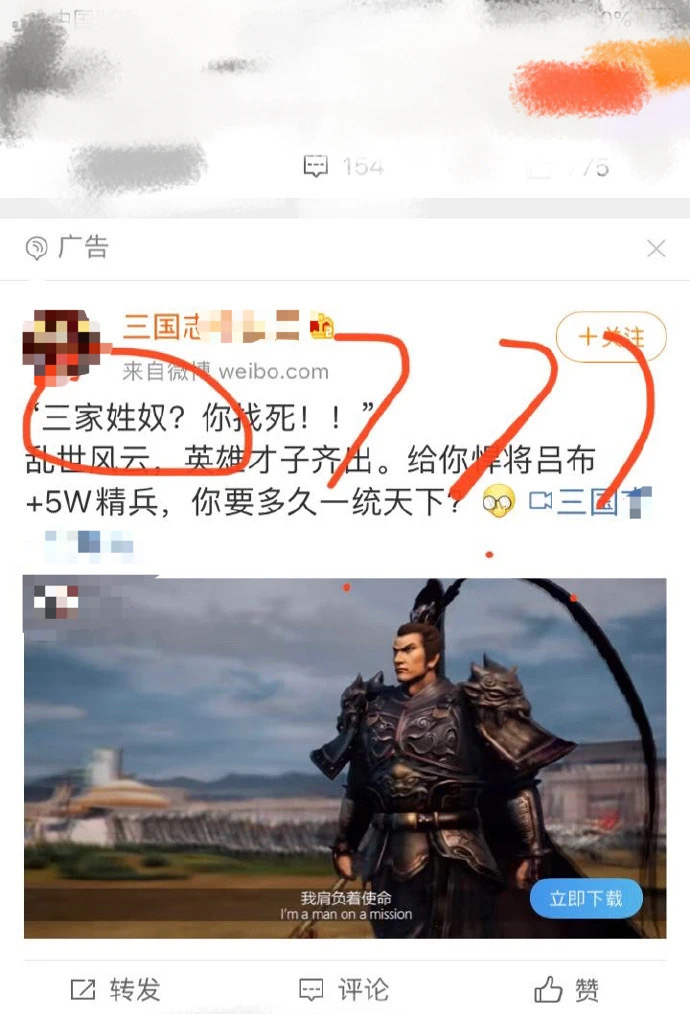 154
广告
三国志
+关注
来自微博 weibo.com
“三家姓奴？你找死！！”
乱世风云，英雄才子齐出。给你悍将吕布
+5W精兵，你要多久一统天下？ 三国
我肩负着使命
I'm a man on a mission
立即下载
转发
评论
赞